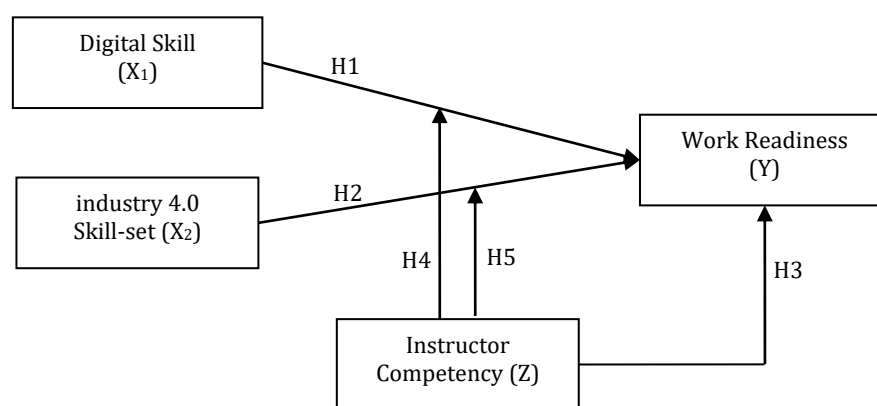 Digital Skill
(X₁)
H1
Work Readiness
(Y)
industry 4.0
Skill-set (X₂)
H2
H4
H5
H3
Instructor
Competency (Z)